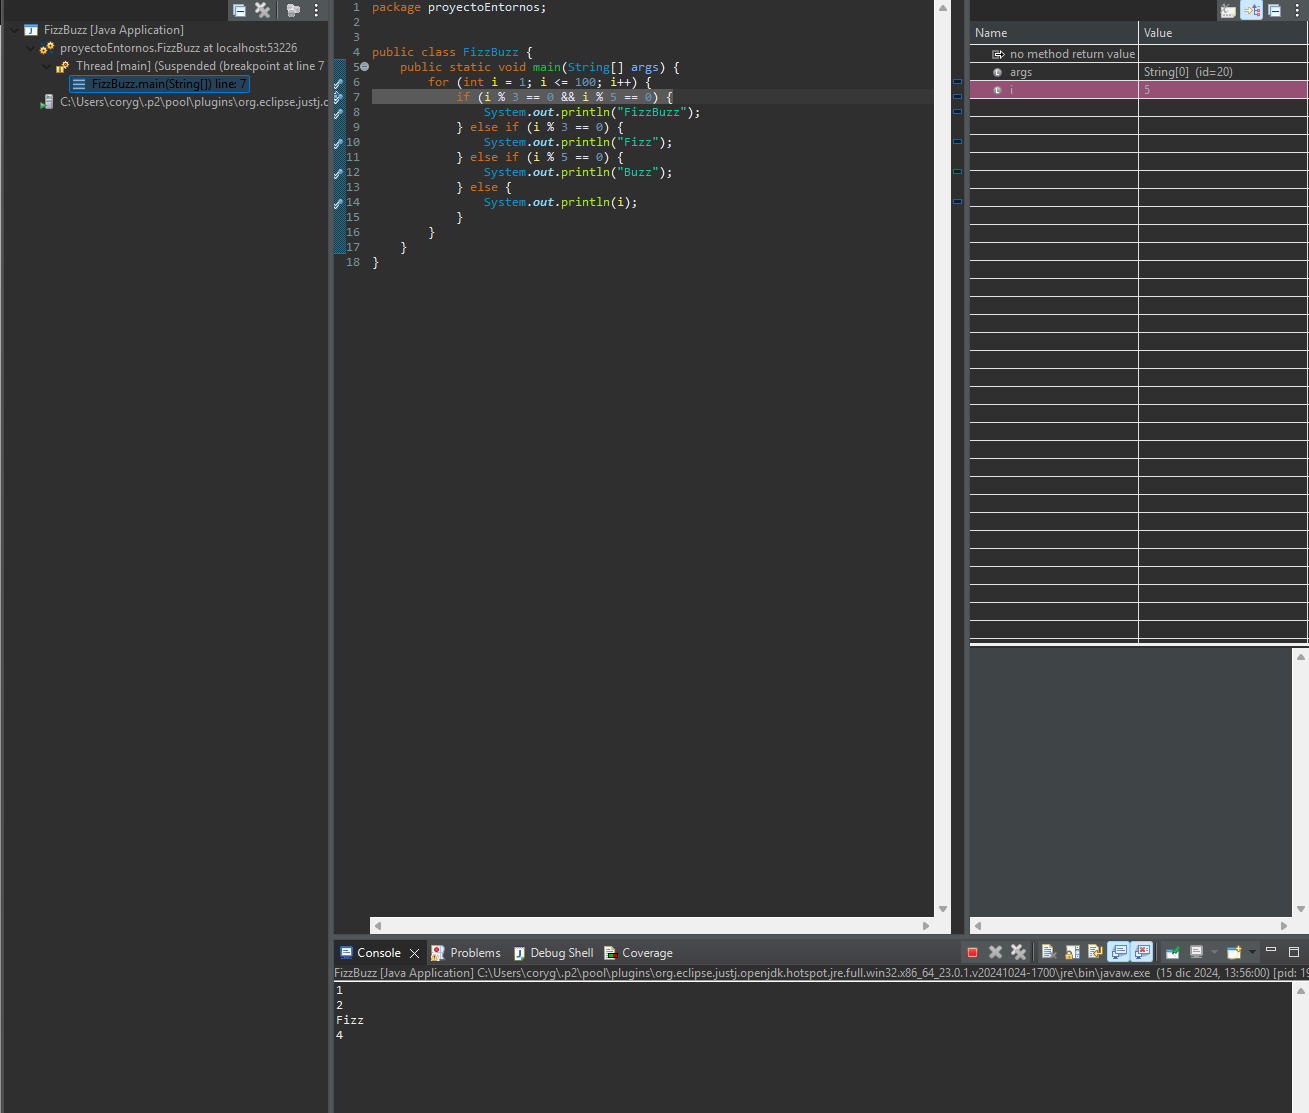 FizzBuzz [Java Application]
proyectoEntornos.FizzBuzz at localhost:53226
Thread [main] (Suspended (breakpoint at line 7
FizzBuzz.main(String[]) line: 7
C:\Users\coryg\.p2\pool\plugins\org.eclipse.justj.c
1 package proyectoEntornos;
2
3
4 public class FizzBuzz {
5 public static void main(String[] args) {
6 for (int i = 1; i <= 100; i++) {
7 if (i % 3 == 0 && i % 5 == 0) {
8 System.out.println("FizzBuzz");
9 } else if (i % 3 == 0) {
10 System.out.println("Fizz");
11 } else if (i % 5 == 0) {
12 System.out.println("Buzz");
13 } else {
14 System.out.println(i);
15 }
16 }
17 }
18 }
Name Value
no method return value
args String[0] (id=20)
i 5
Console Problems Debug Shell Coverage
FizzBuzz [Java Application] C:\Users\coryg\.p2\pool\plugins\org.eclipse.justj.openjdk.hotspot.jre.full.win32.x86_64_23.0.1.v20241024-1700\jre\bin\javaw.exe (15 dic 2024, 13:56:00) [pid: 19
1
2
Fizz
4